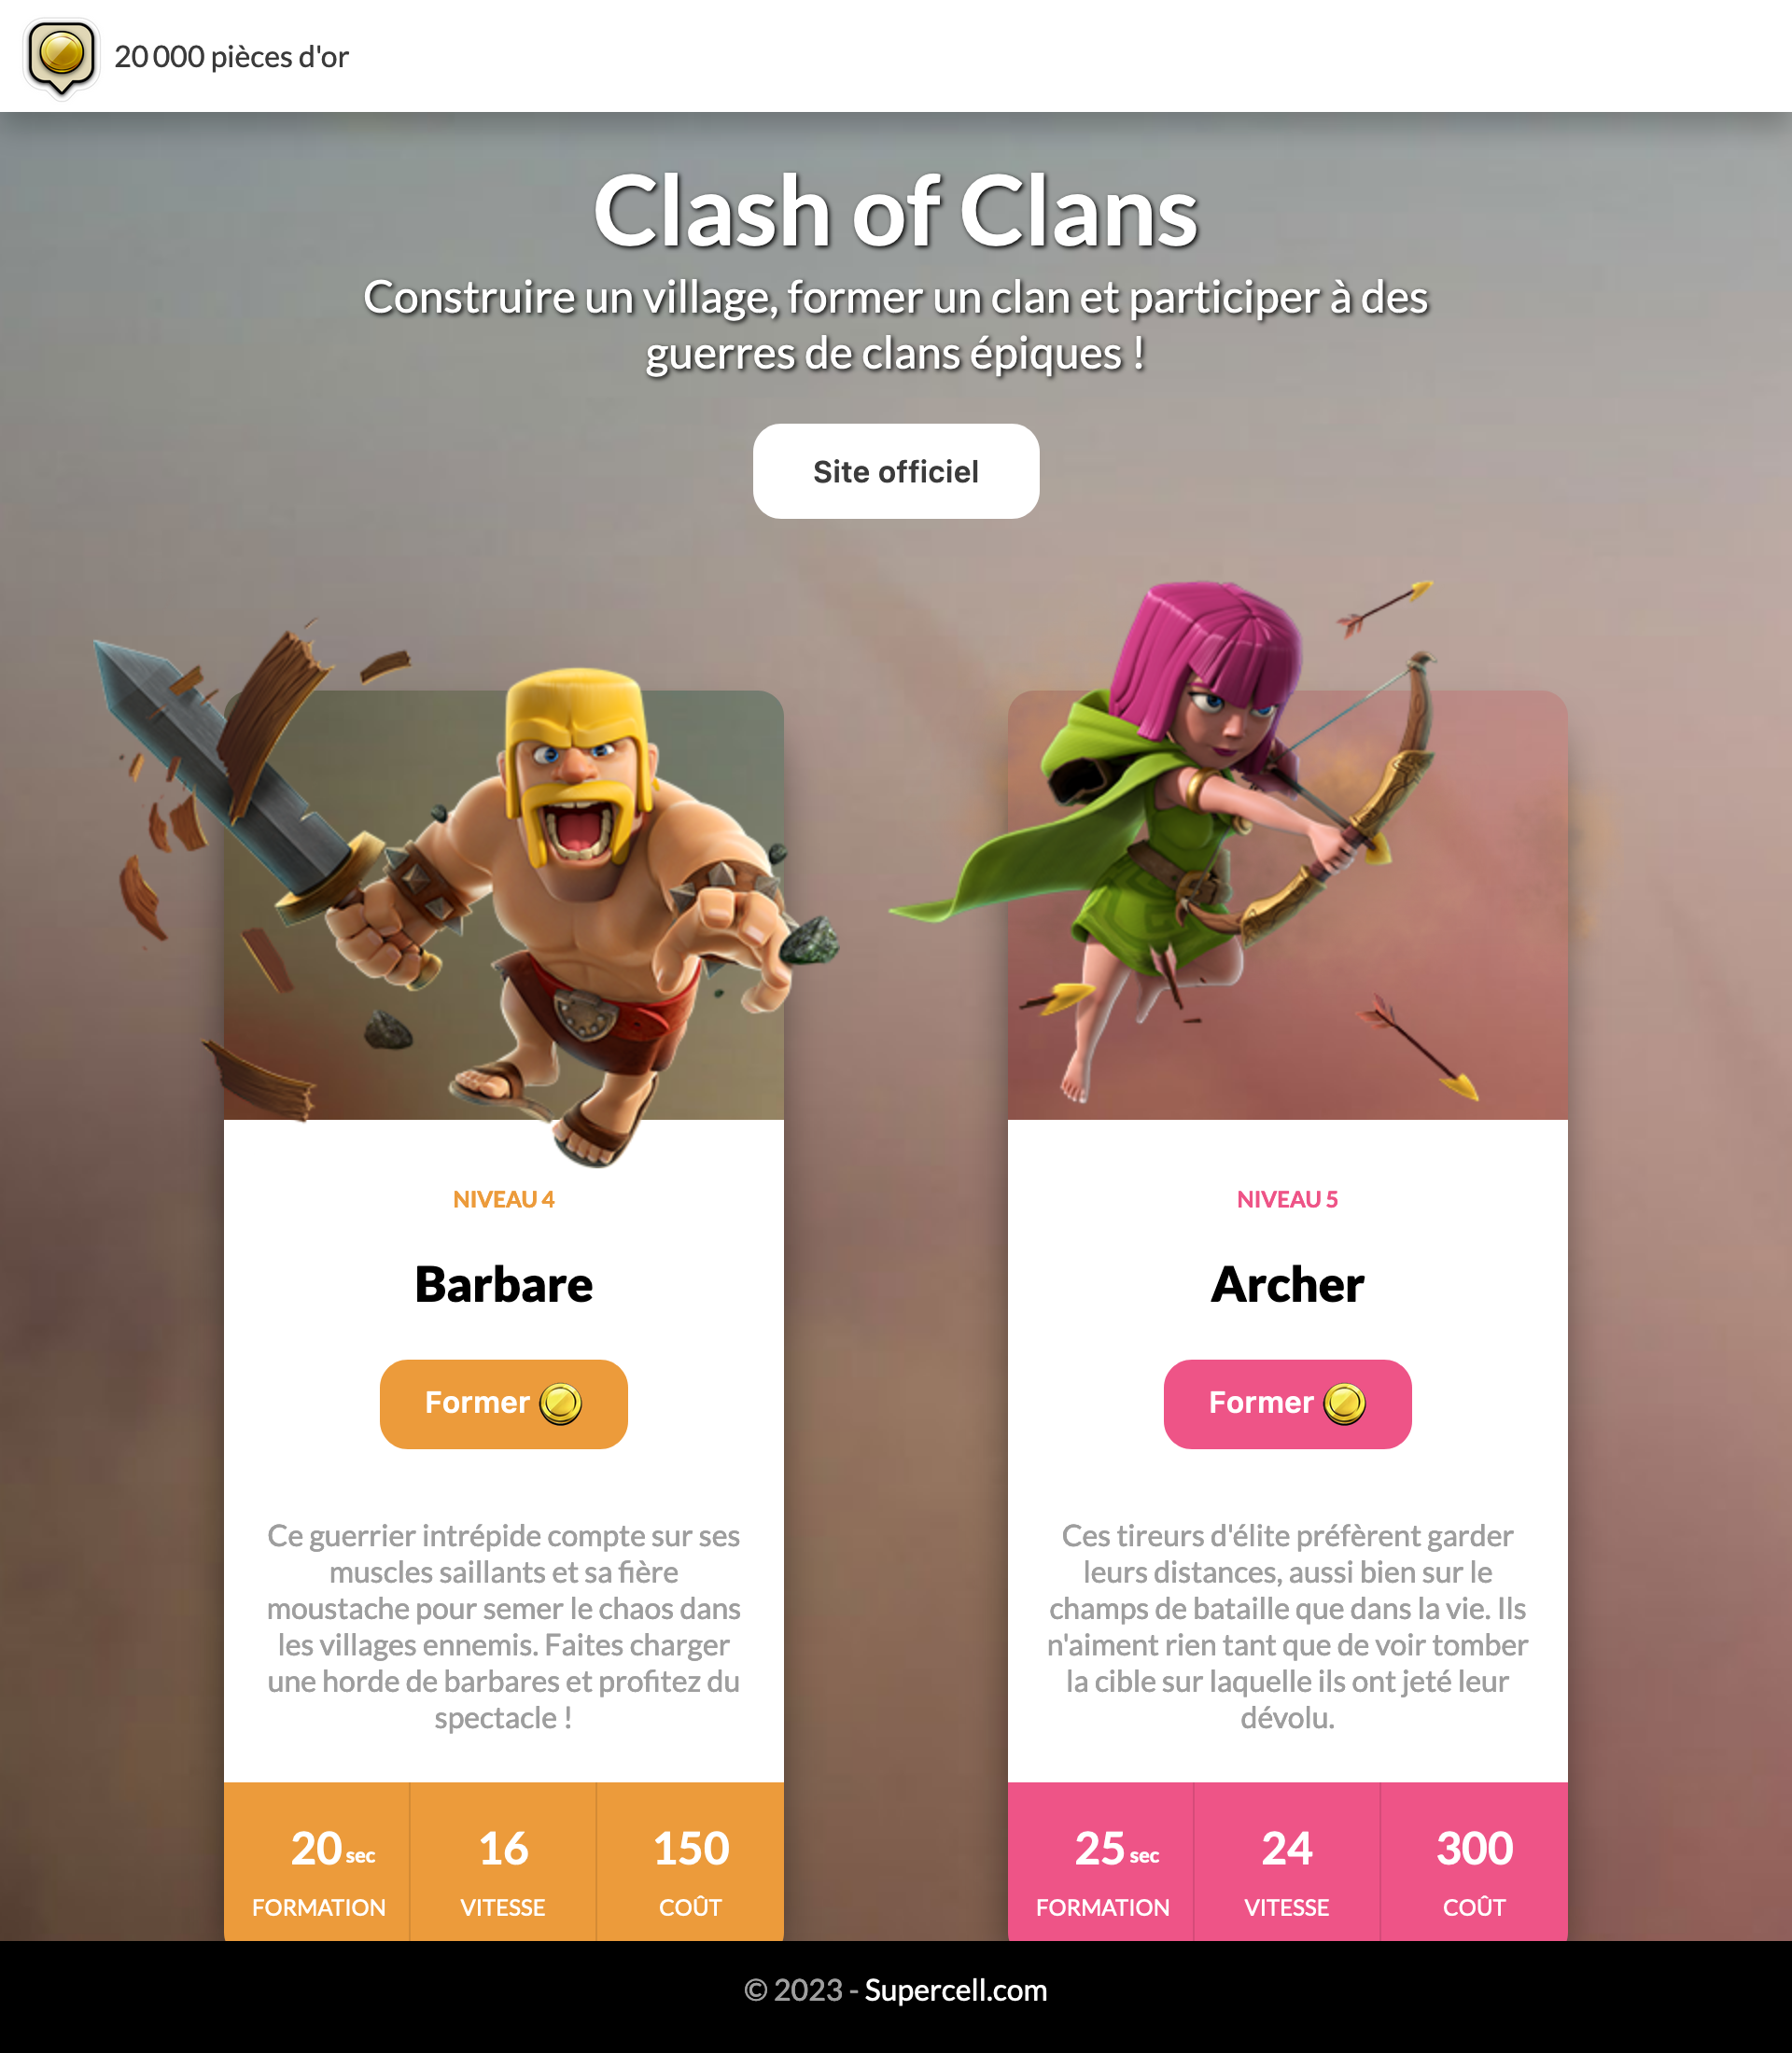 20 000 pièces d'or
Clash of Clans
Construire un village, former un clan et participer à des
guerres de clans épiques !
Site officiel
NIVEAU 4
Barbare
Former
Ce guerrier intrépide compte sur ses
muscles saillants et sa fière
moustache pour semer le chaos dans
les villages ennemis. Faites charger
une horde de barbares et profitez du
spectacle !
20 sec
FORMATION
16
VITESSE
150
COÛT
NIVEAU 5
Archer
Former
Ces tireurs d'élite préfèrent garder
leurs distances, aussi bien sur le
champs de bataille que dans la vie. Ils
n'aiment rien tant que de voir tomber
la cible sur laquelle ils ont jeté leur
dévolu.
25 sec
FORMATION
24
VITESSE
300
COÛT
© 2023 - Supercell.com